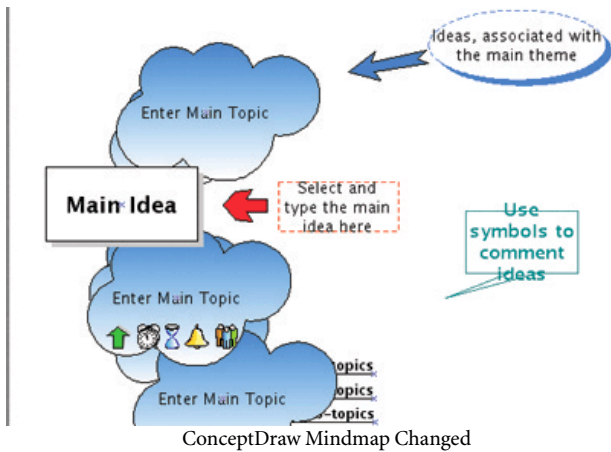 Ideas, associated with
the main theme
Enter Main Topic
Main Idea
Select and
type the main
idea here
Use
symbols to
comment
ideas
Enter Main Topic
Enter Main Topic
opics
opics
-topics
ConceptDraw Mindmap Changed